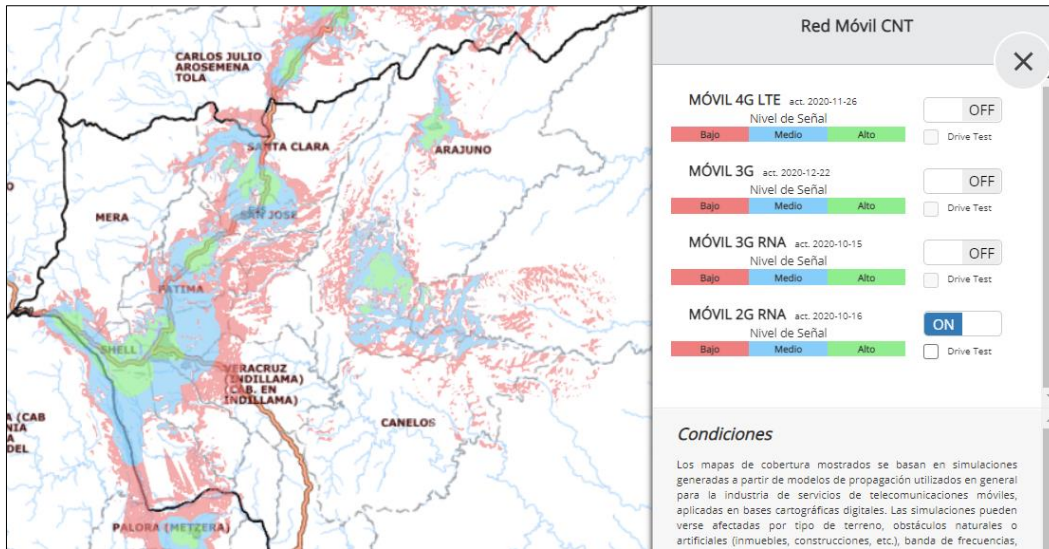 CARLOS JULIO
AROSEMENA
TOLA
SANTA CLARA
ARAJUNO
MERA
SAN JOSE
FATIMA
SHELL
VERACRUZ
(INDILLAMA)
(CAB. EN
INDILLAMA)
CANELOS
A (CAB
NIA
A
DEL
PALORA (METZERA)
Red Móvil CNT
MÓVIL 4G LTE act. 2020-11-26
OFF
Nivel de Señal
Bajo Medio Alto
Drive Test
MÓVIL 3G act. 2020-12-22
OFF
Nivel de Señal
Bajo Medio Alto
Drive Test
MÓVIL 3G RNA act. 2020-10-15
OFF
Nivel de Señal
Bajo Medio Alto
Drive Test
MÓVIL 2G RNA act. 2020-10-16
ON
Nivel de Señal
Bajo Medio Alto
Drive Test
Condiciones
Los mapas de cobertura mostrados se basan en simulaciones
generadas a partir de modelos de propagación utilizados en general
para la industria de servicios de telecomunicaciones móviles,
aplicadas en bases cartográficas digitales. Las simulaciones pueden
verse afectadas por tipo de terreno, obstáculos naturales o
artificiales (inmuebles, construcciones, etc.), banda de frecuencias,